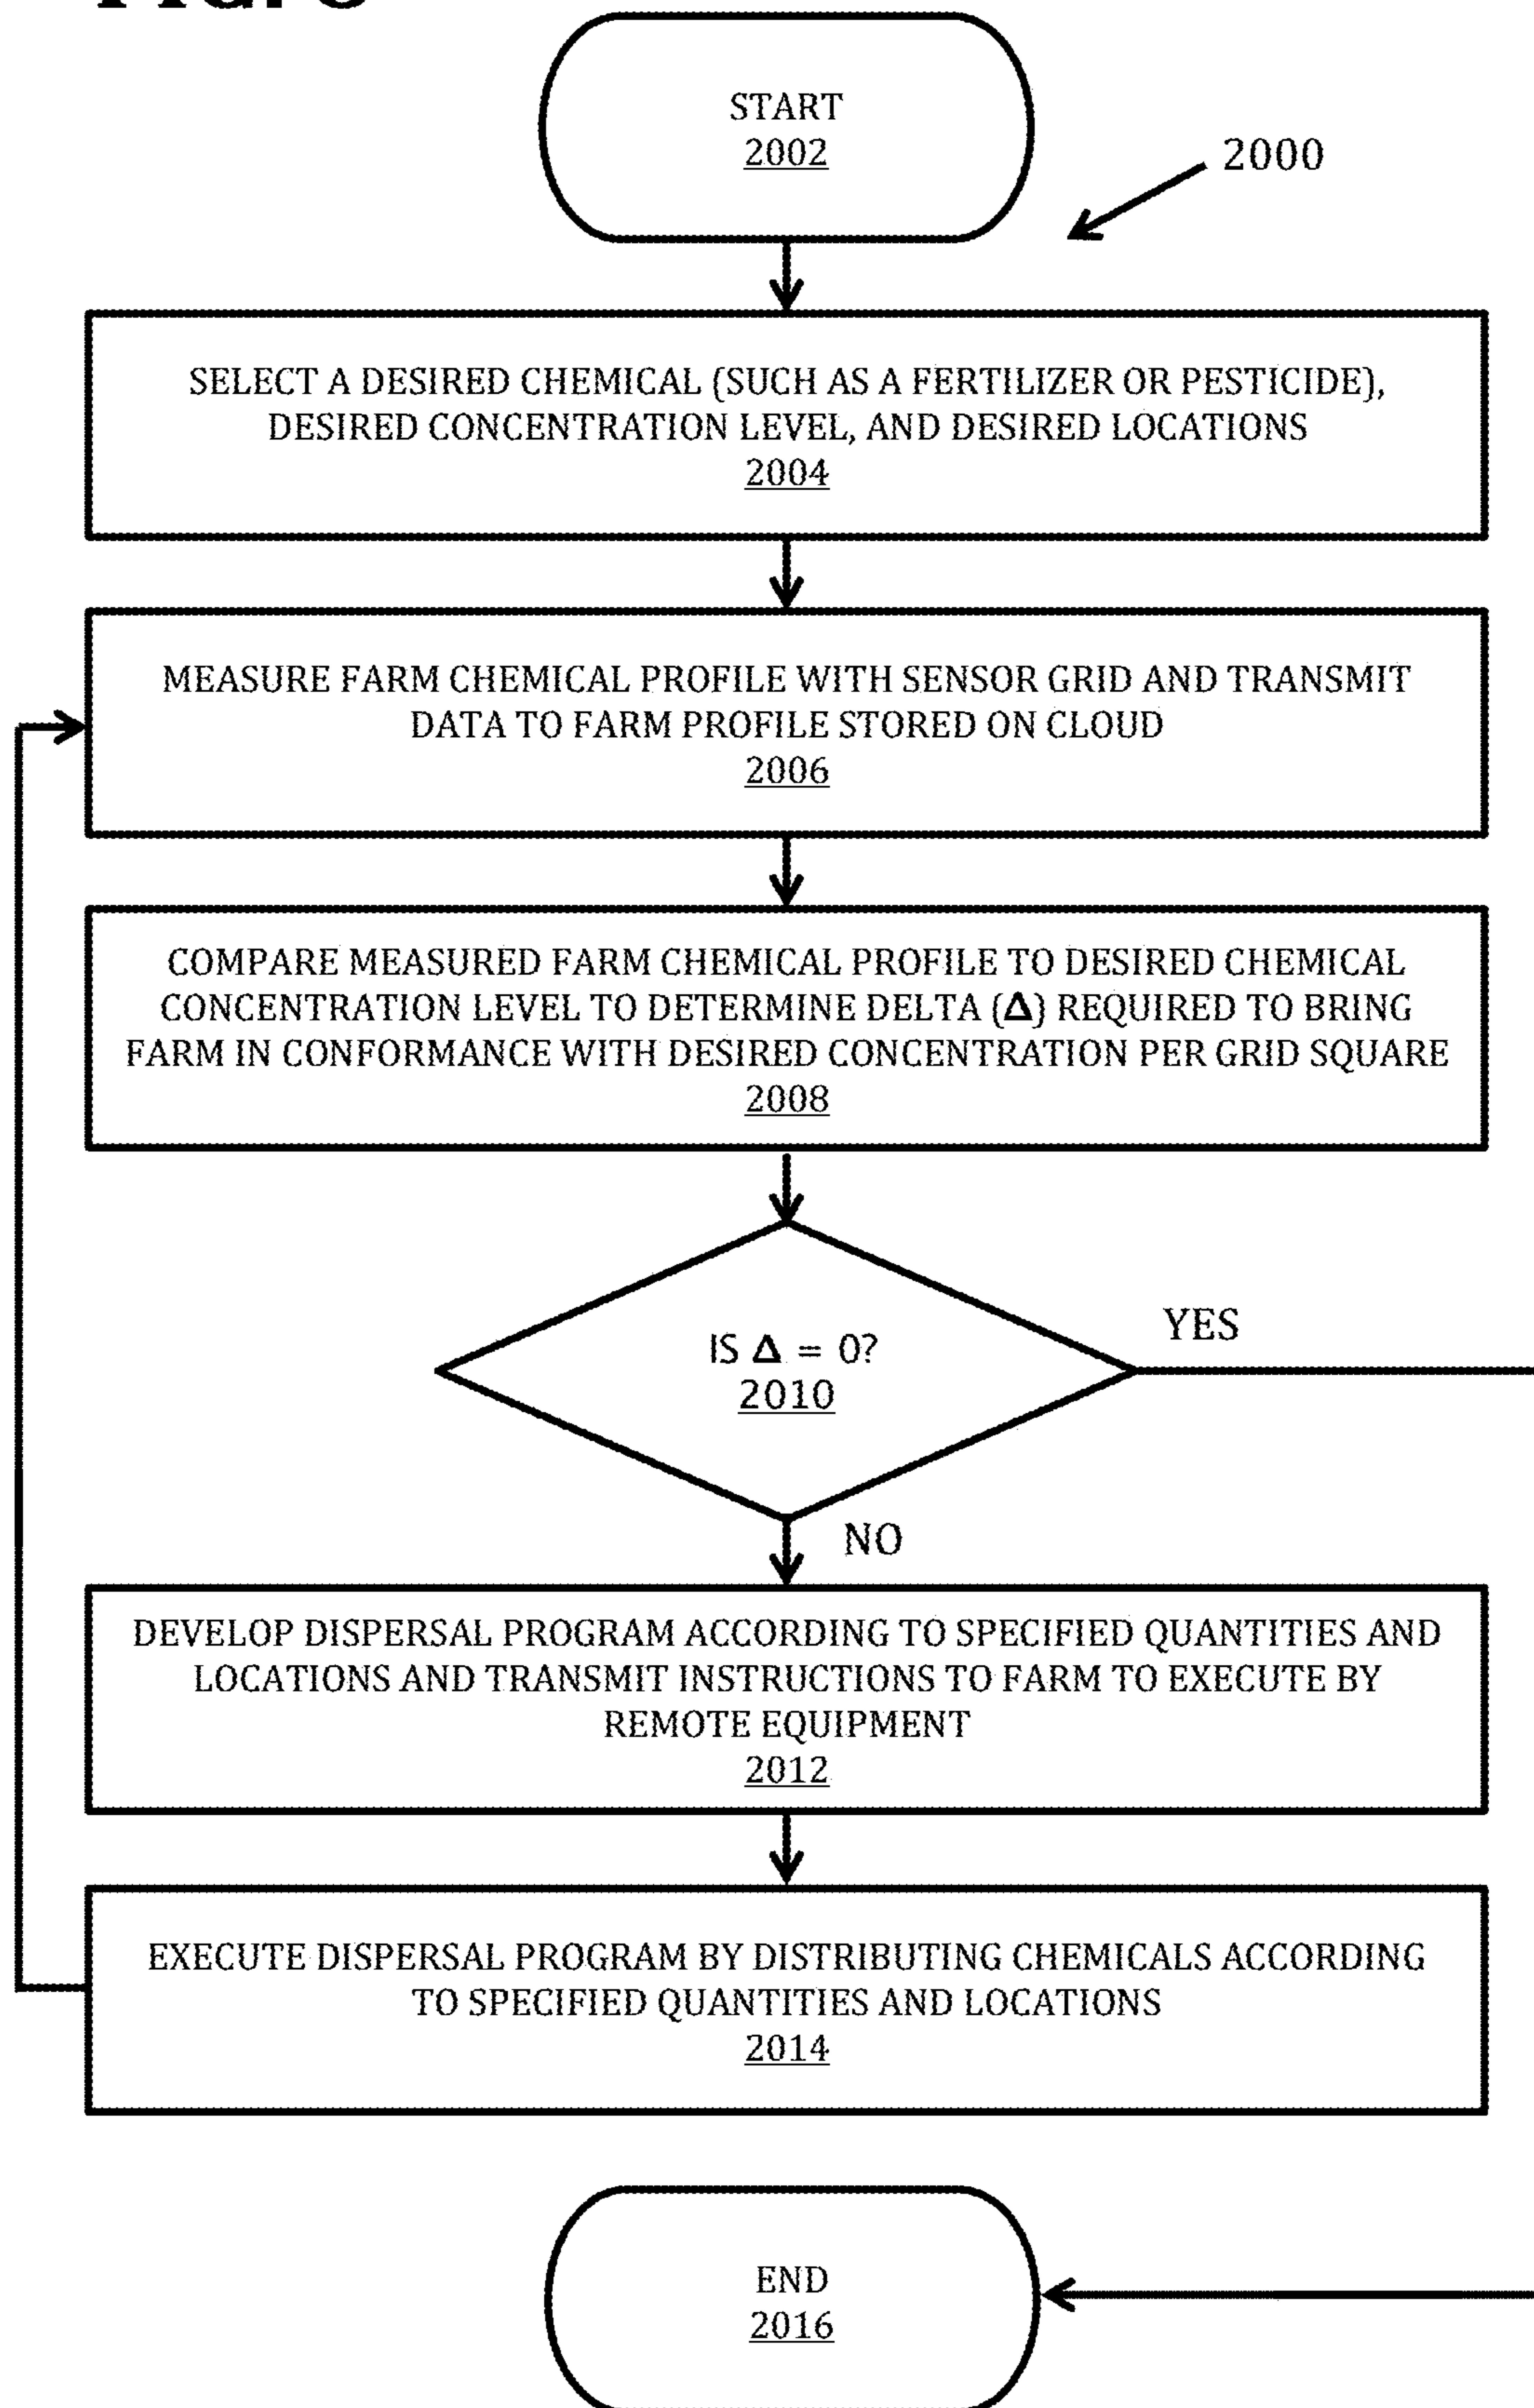 START
2002
2000
SELECT A DESIRED CHEMICAL (SUCH AS A FERTILIZER OR PESTICIDE),
DESIRED CONCENTRATION LEVEL, AND DESIRED LOCATIONS
2004
MEASURE FARM CHEMICAL PROFILE WITH SENSOR GRID AND TRANSMIT
DATA TO FARM PROFILE STORED ON CLOUD
2006
COMPARE MEASURED FARM CHEMICAL PROFILE TO DESIRED CHEMICAL
CONCENTRATION LEVEL TO DETERMINE DELTA (Δ) REQUIRED TO BRING
FARM IN CONFORMANCE WITH DESIRED CONCENTRATION PER GRID SQUARE
2008
YES
IS Δ = 0?
2010
NO
DEVELOP DISPERSAL PROGRAM ACCORDING TO SPECIFIED QUANTITIES AND
LOCATIONS AND TRANSMIT INSTRUCTIONS TO FARM TO EXECUTE BY
REMOTE EQUIPMENT
2012
EXECUTE DISPERSAL PROGRAM BY DISTRIBUTING CHEMICALS ACCORDING
TO SPECIFIED QUANTITIES AND LOCATIONS
2014
END
2016